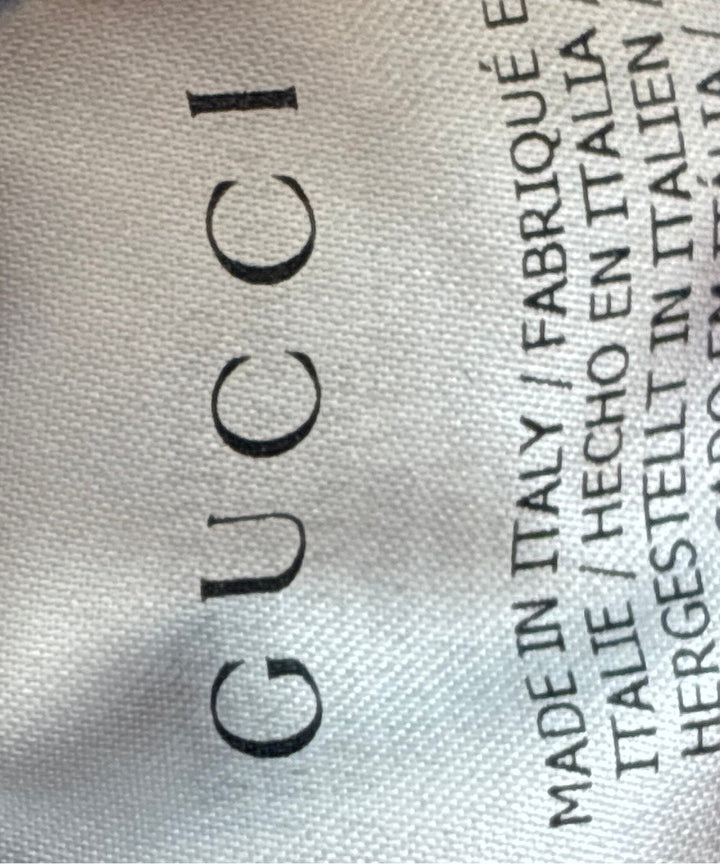 GUCCI
MADE IN ITALY / FABRIQUÉ E
ITALIE / HECHO EN ITALIA /
HERGESTELLT IN ITALIEN /